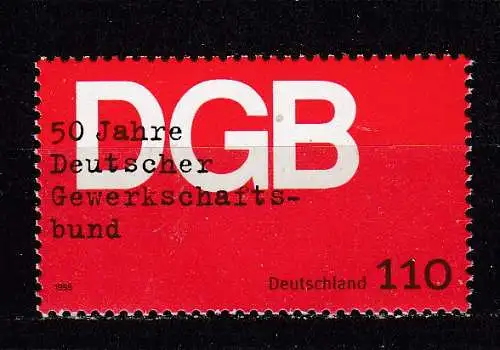 DGB
50 Jahre
Deutscher
Gewerkschafts-
bund
1999
Deutschland 110